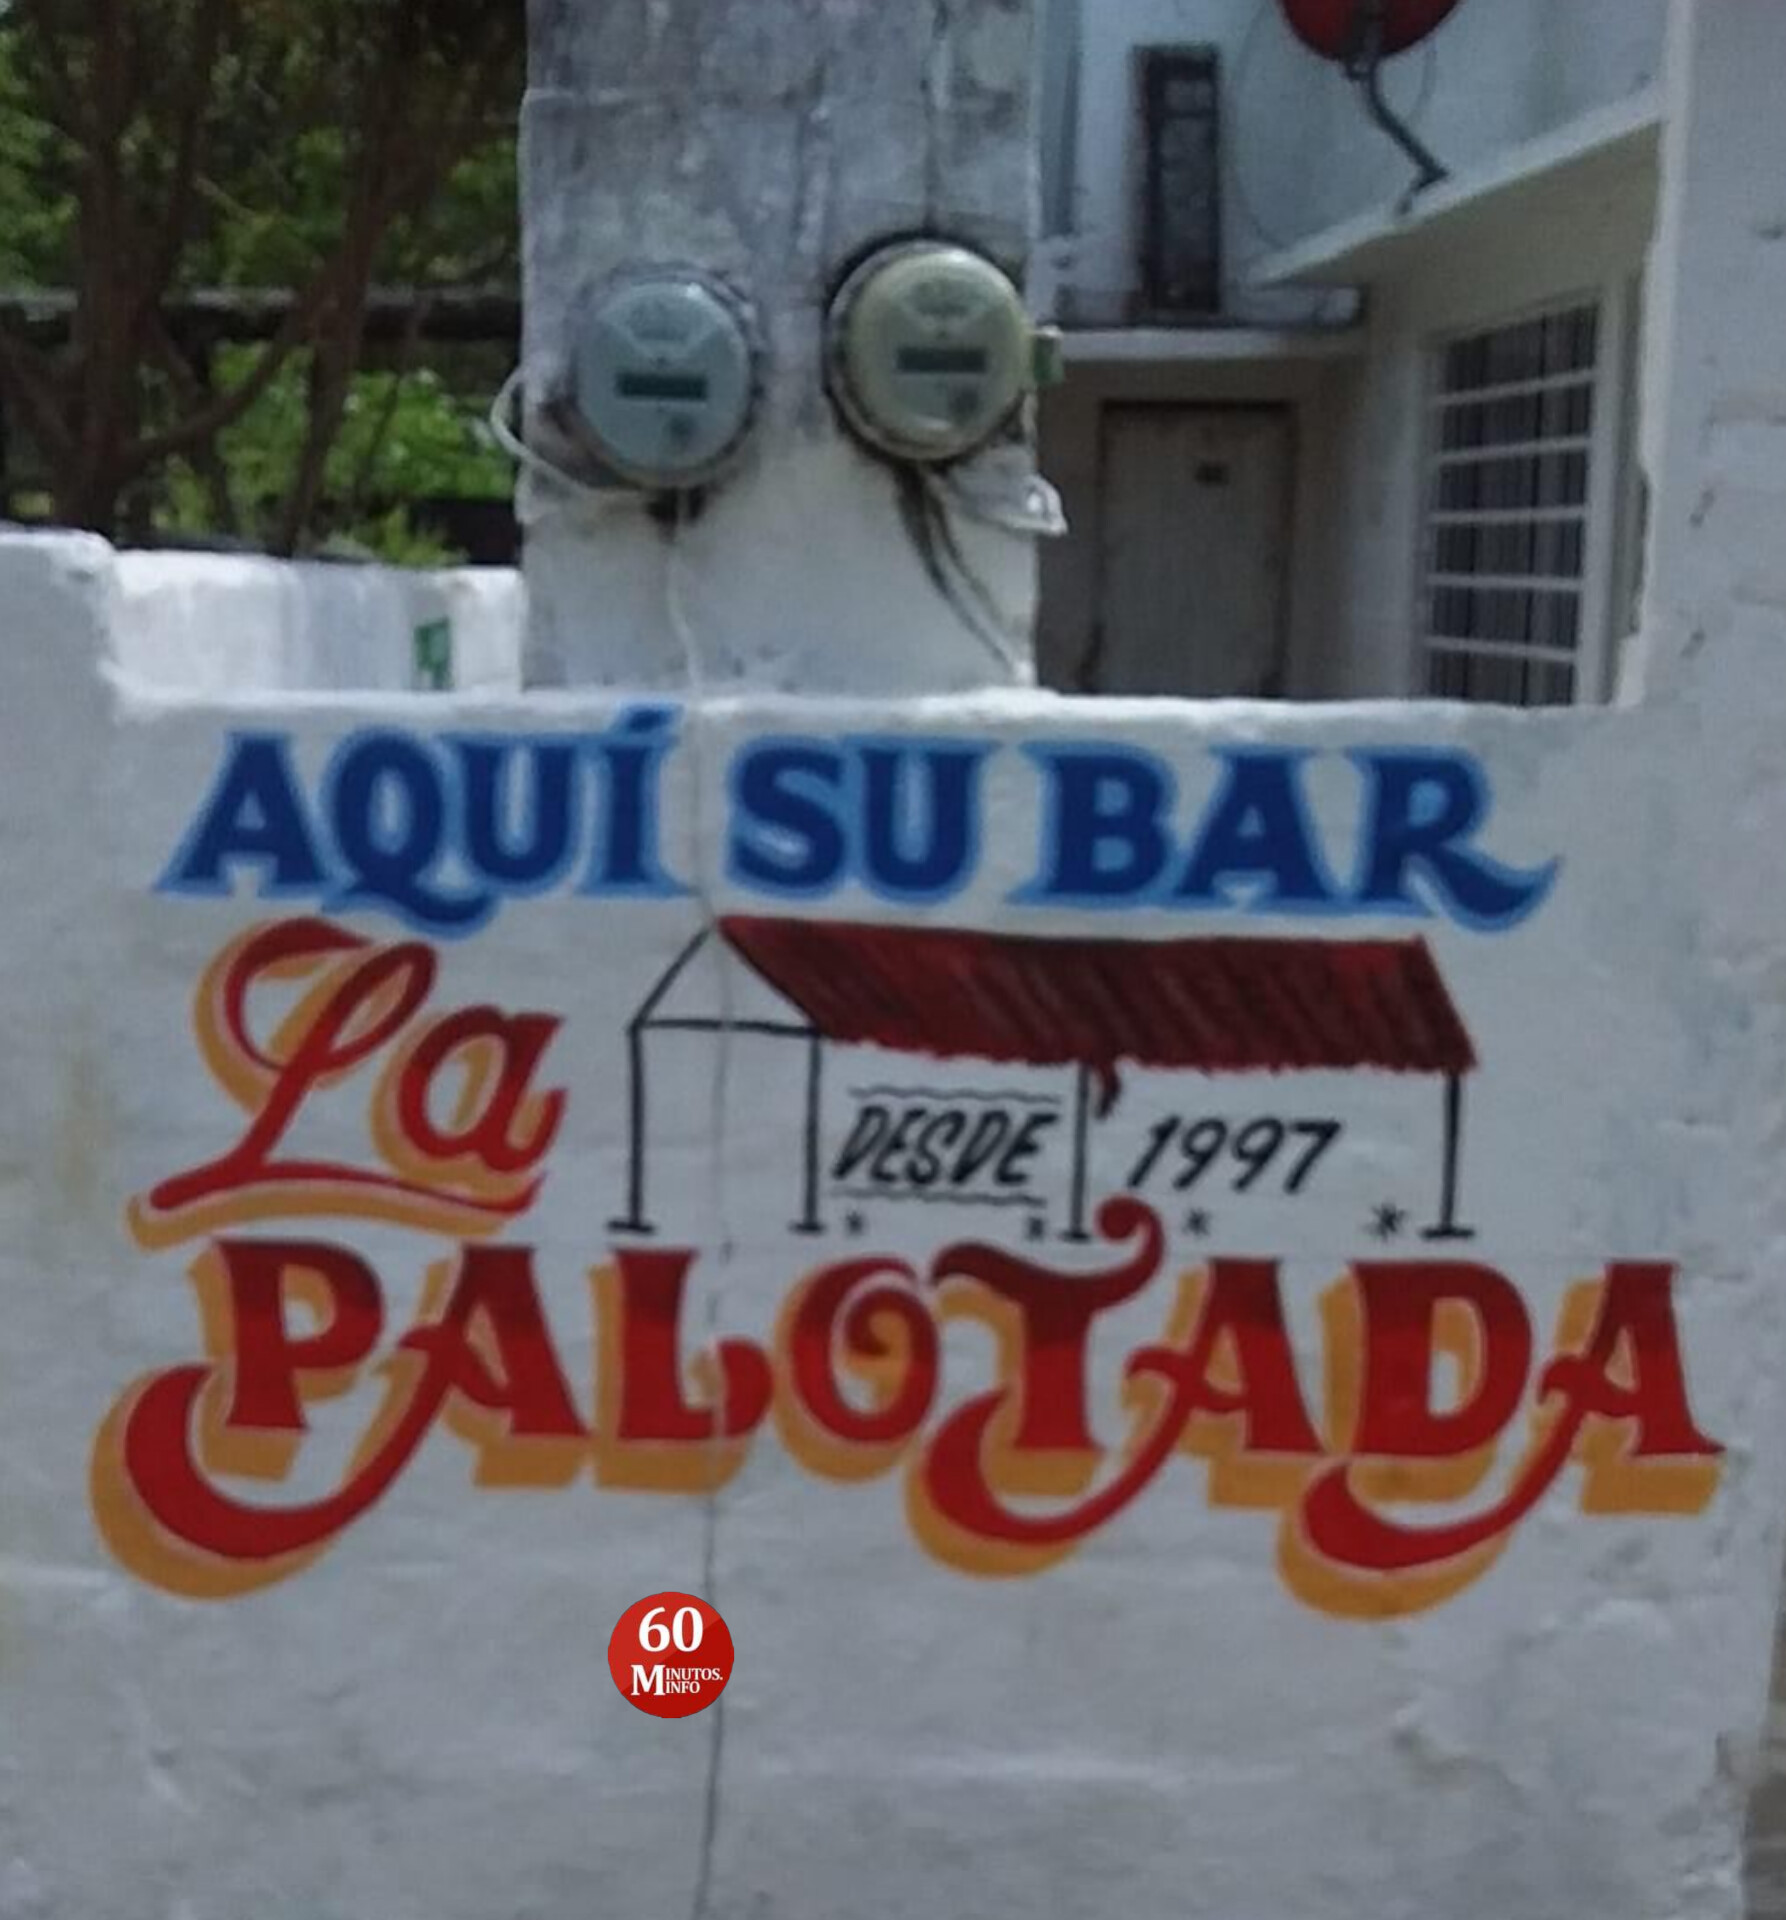 AQUÍ SU BAR
La
DESDE 1997
PALOTADA
60
MINUTOS.
INFO